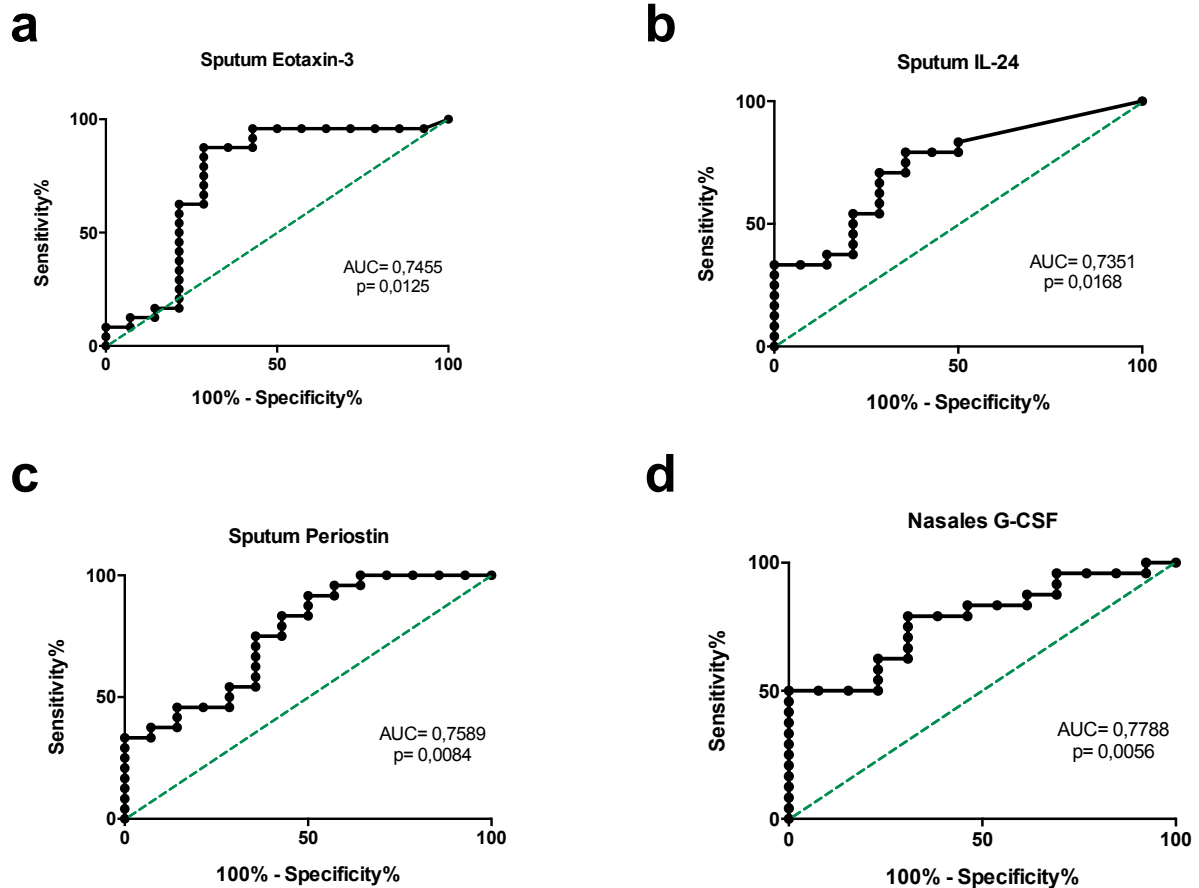 a
Sputum Eotaxin-3
100
50
0
0
50
100
Sensitivity%
100% - Specificity%
AUC= 0,7455
p= 0,0125
b
Sputum IL-24
100
50
0
0
50
100
Sensitivity%
100% - Specificity%
AUC= 0,7351
p= 0,0168
c
Sputum Periostin
100
50
0
0
50
100
Sensitivity%
100% - Specificity%
AUC= 0,7589
p= 0,0084
d
Nasales G-CSF
100
50
0
0
50
100
Sensitivity%
100% - Specificity%
AUC= 0,7788
p= 0,0056